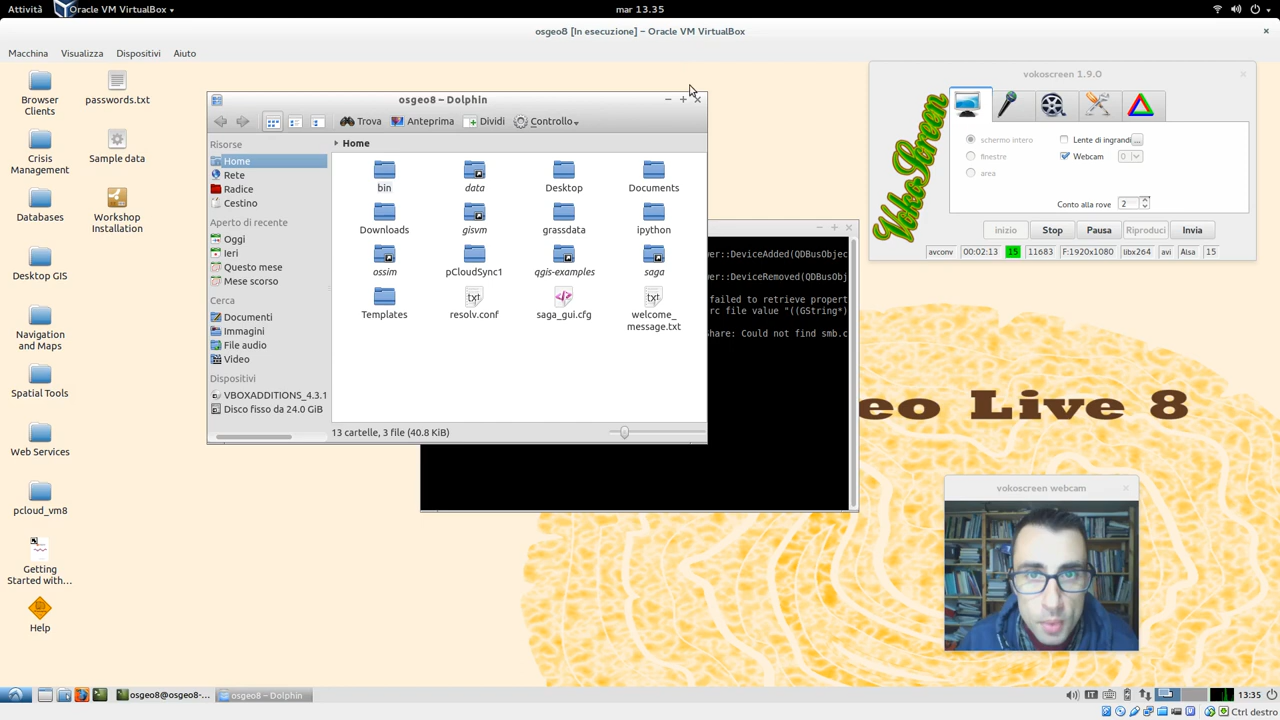 Attività
Oracle VM VirtualBox
mar 13.35
osgeo8 [In esecuzione] – Oracle VM VirtualBox
Macchina
Visualizza
Dispositivi
Aiuto
Browser
Clients
passwords.txt
Crisis
Management
Sample data
Databases
Workshop
Installation
Desktop GIS
Navigation
and Maps
Spatial Tools
Web Services
pcloud_vm8
Getting
Started with...
Help
osgeo8 – Dolphin
Trova
Anteprima
Dividi
Controllo
Risorse
Home
Rete
Radice
Cestino
Aperto di recente
Oggi
Ieri
Questo mese
Mese scorso
Cerca
Documenti
Immagini
File audio
Video
Dispositivi
VBOXADDITIONS_4.3.1
Disco fisso da 24.0 GiB
Home
bin
data
Desktop
Documents
Downloads
gisvm
grassdata
ipython
ossim
pCloudSync1
qgis-examples
saga
Templates
resolv.conf
saga_gui.cfg
welcome_
message.txt
13 cartelle, 3 file (40.8 KiB)
wer::DeviceAdded(QDBusObjec
wer::DeviceRemoved(QDBusObj
failed to retrieve propert
rc file value "((GString*)
Share: Could not find smb.c
eo Live 8
vokoscreen 1.9.0
VokoScreen
schermo intero
finestre
area
Lente di ingrandi
...
Webcam
0
Conto alla rove
2
inizio
Stop
Pausa
Riproduci
Invia
avconv
00:02:13
15
11683
F:1920x1080
libx264
avi
Alsa
15
vokoscreen webcam
osgeo8@osgeo8-...
osgeo8 – Dolphin
IT
13:35
Ctrl destro